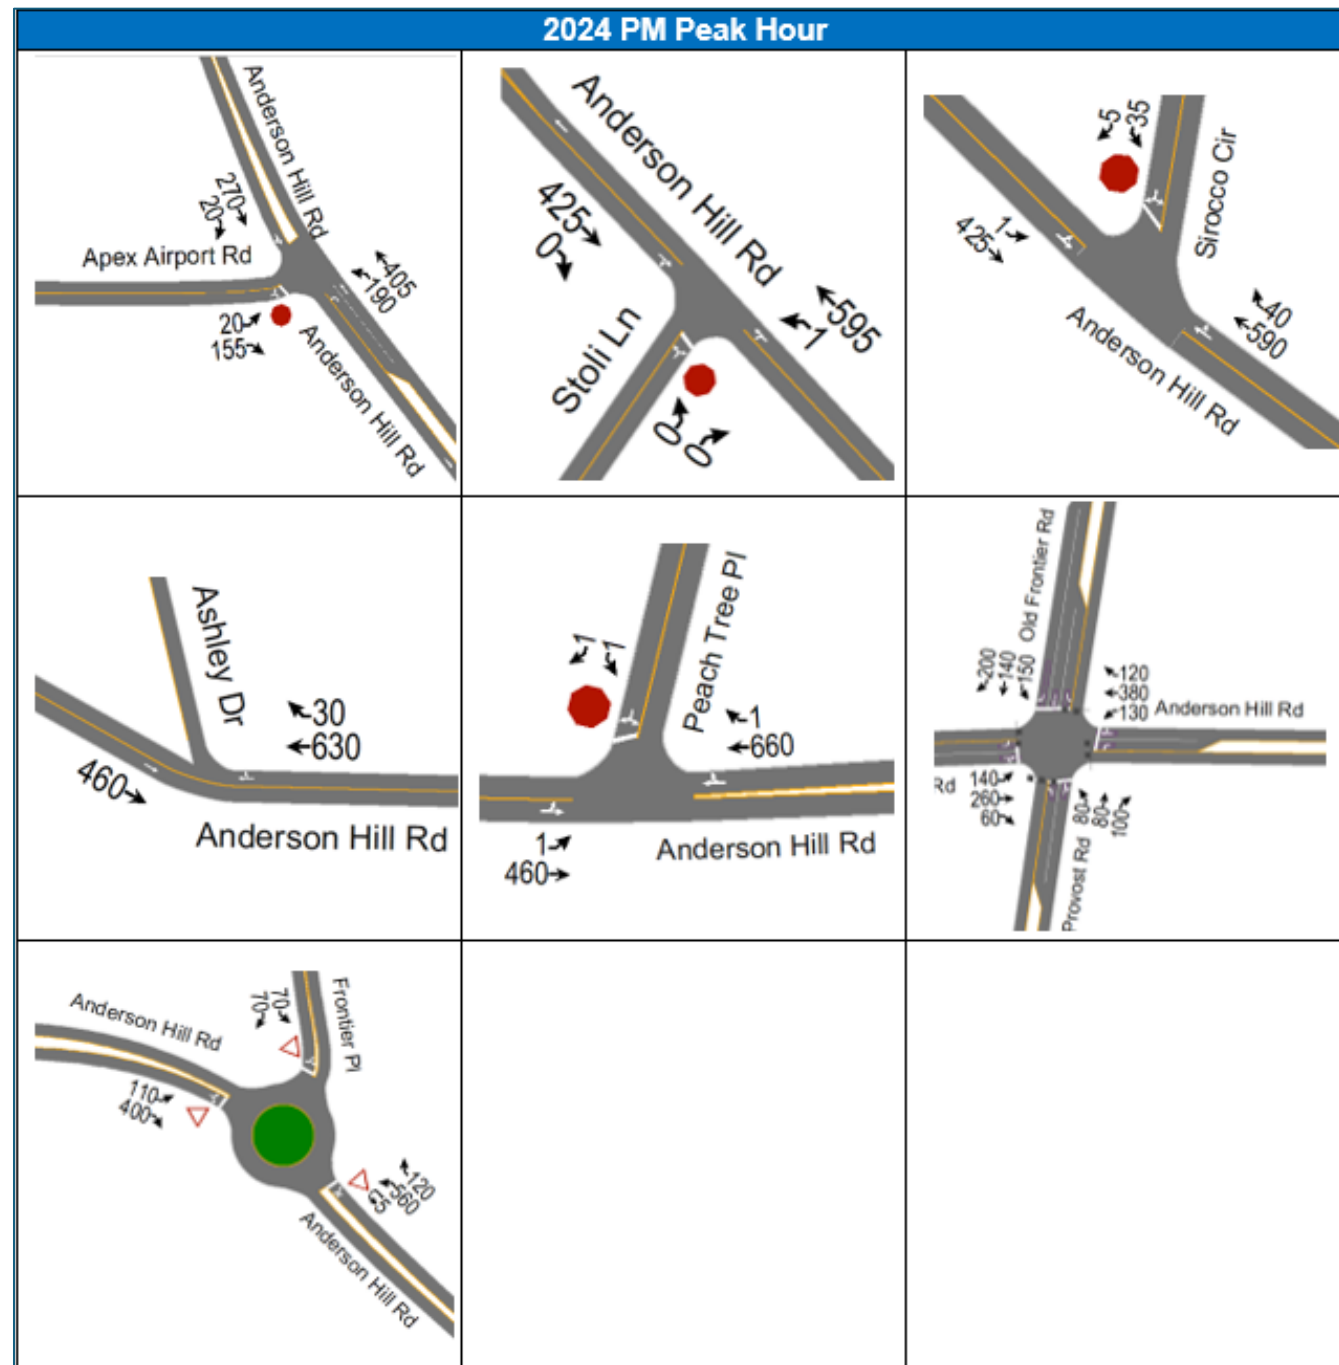 2024 PM Peak Hour
Anderson Hill Rd
270
20
Apex Airport Rd
405
190
20
155
Anderson Hill Rd
Anderson Hill Rd
425
0
595
1
Stoli Ln
0
0
5
35
Sirocco Cir
1
425
40
590
Anderson Hill Rd
Ashley Dr
30
630
460
Anderson Hill Rd
1
1
Peach Tree Pl
1
660
1
460
Anderson Hill Rd
Old Frontier Rd
200
140
150
120
380
130
Anderson Hill Rd
Rd
140
260
60
80
80
100
Provost Rd
Anderson Hill Rd
70
70
Frontier Pl
110
400
120
560
5
Anderson Hill Rd